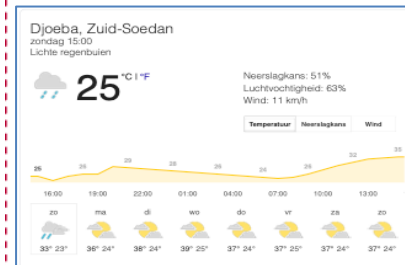 Djoeba, Zuid-Soedan
zondag 15:00
Lichte regenbuien
25 °C | °F
Neerslagkans: 51%
Luchtvochtigheid: 63%
Wind: 11 km/h
Temperatuur Neerslagkans Wind
25 26 29 28 26 24 26 32 35
16:00 19:00 22:00 01:00 04:00 07:00 10:00 13:00
zo ma di wo do vr za zo
33° 23° 36° 24° 38° 24° 39° 25° 37° 24° 37° 25° 37° 24° 37° 24°